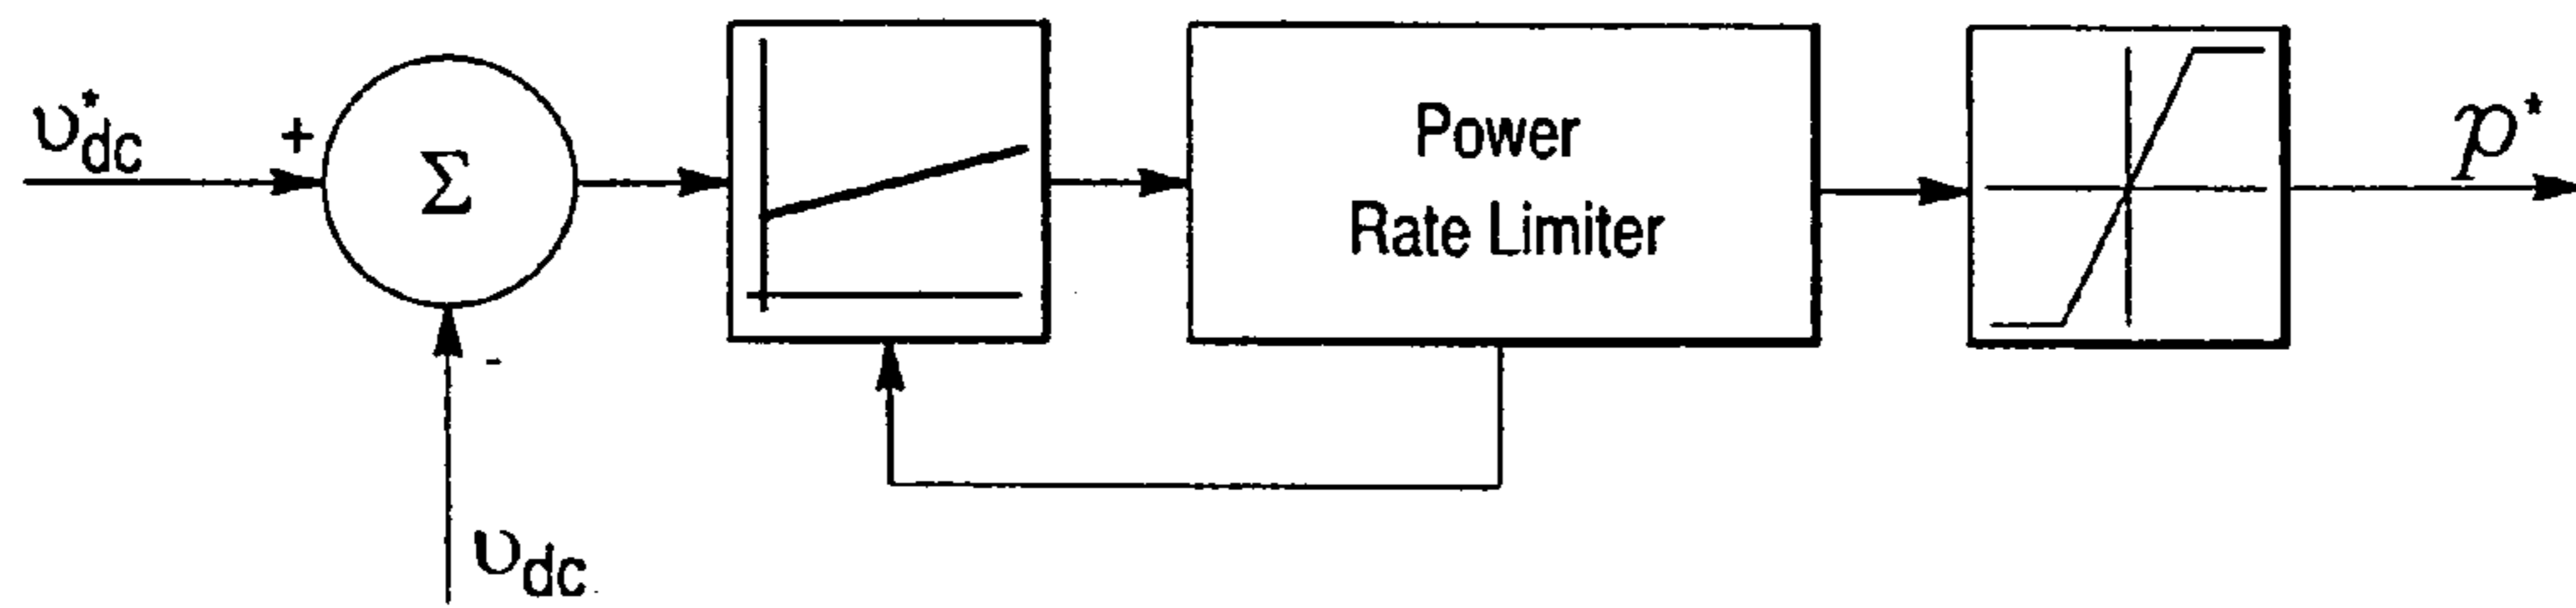 υ*dc
+
Σ
-
υdc
Power
Rate Limiter
p*